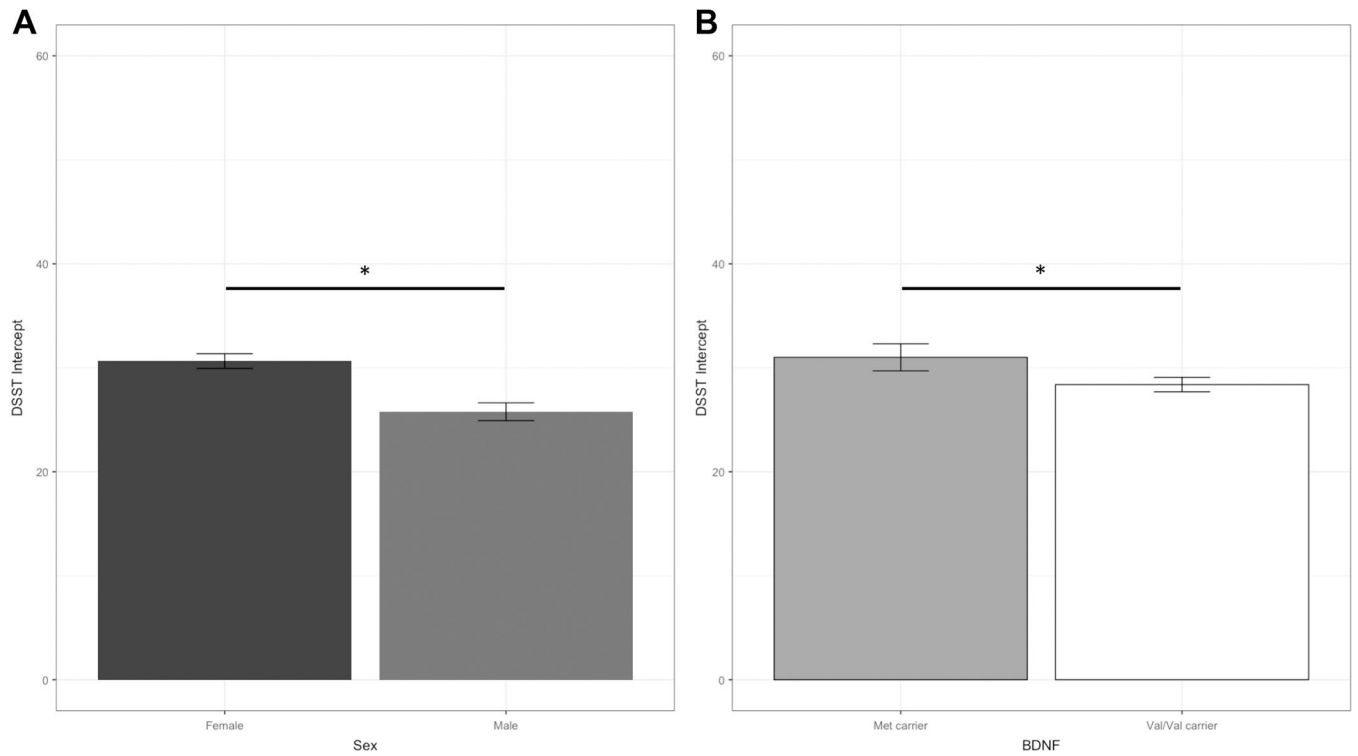 A
60
40
20
0
DSST Intercept
*
Female
Male
Sex
B
60
40
20
0
DSST Intercept
*
Met carrier
Val/Val carrier
BDNF